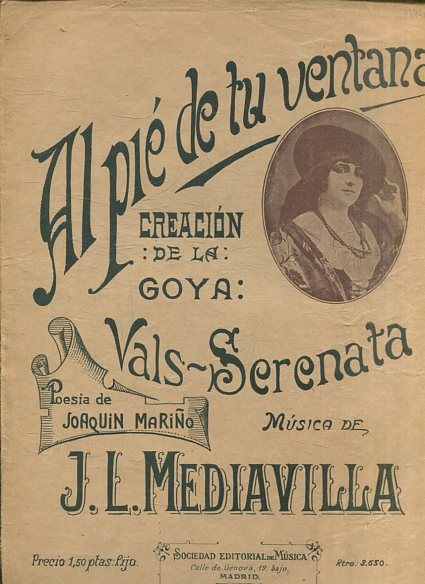 Al pié de tu ventana
CREACIÓN
: DE LA :
GOYA:
Vals-Serenata
Poesía de
JOAQUIN MARIÑO
MÚSICA DE
J. L. MEDIAVILLA
Precio 1,50 ptas. fijo.
SOCIEDAD EDITORIAL DE MÚSICA
Calle de Génova, 19. bajo.
MADRID.
Rtro. 3.650.